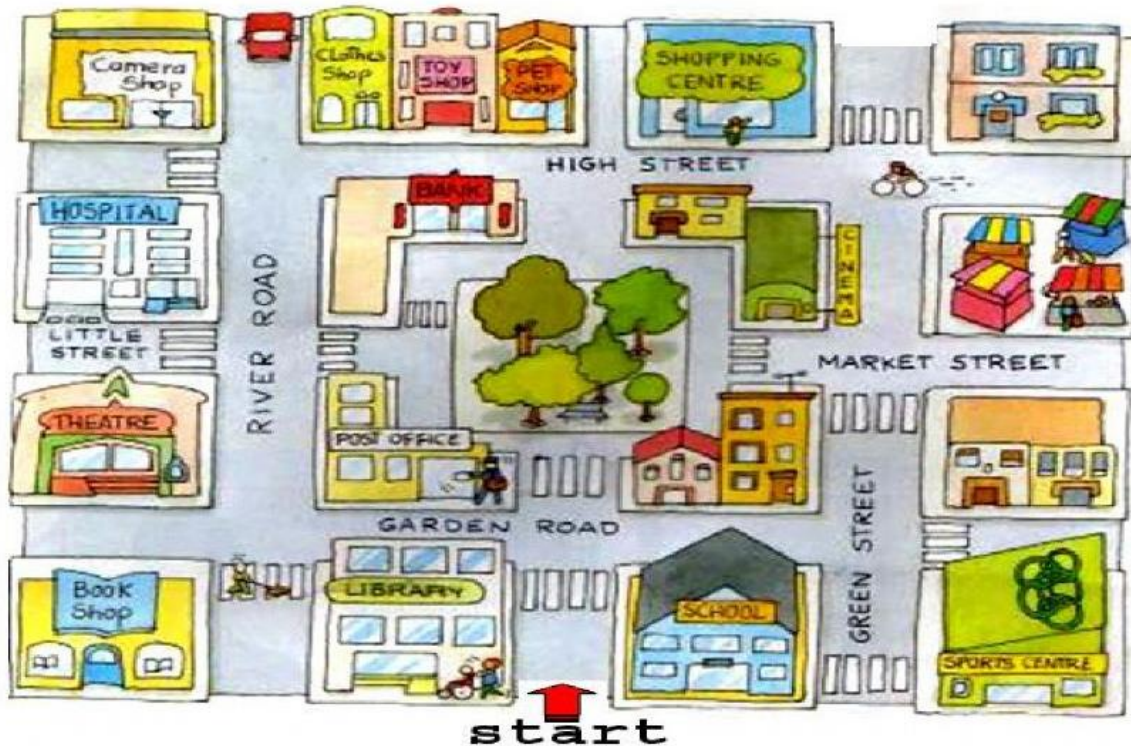 Camera
Shop
Clothes
Shop
TOY
SHOP
PET
SHOP
SHOPPING
CENTRE
HIGH STREET
HOSPITAL
BANK
CINEMA
LITTLE
STREET
RIVER ROAD
MARKET STREET
THEATRE
POST OFFICE
GARDEN ROAD
GREEN STREET
Book
Shop
LIBRARY
SCHOOL
SPORTS CENTRE
start